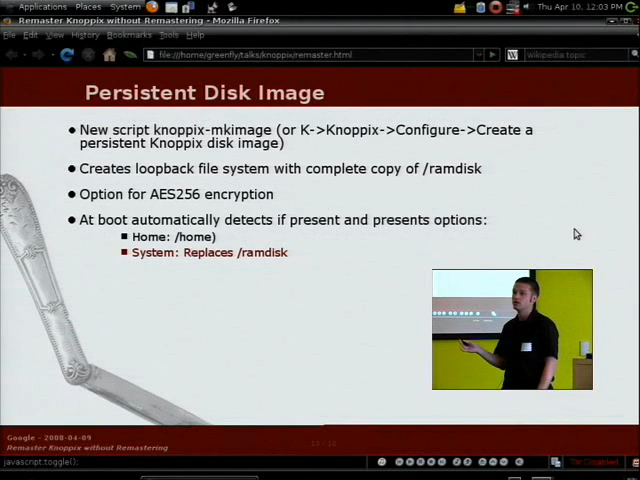 Applications Places System
Thu Apr 10, 12:03 PM
Remaster Knoppix without Remastering - Mozilla Firefox
File Edit View History Bookmarks Tools Help
file:///home/greenfly/talks/knoppix/remaster.html
W Wikipedia topic
Persistent Disk Image
New script knoppix-mkimage (or K->Knoppix->Configure->Create a
persistent Knoppix disk image)
Creates loopback file system with complete copy of /ramdisk
Option for AES256 encryption
At boot automatically detects if present and presents options:
Home: /home)
System: Replaces /ramdisk
Google - 2008-04-09
Remaster Knoppix without Remastering
javascript:toggle();
Tor Disabled